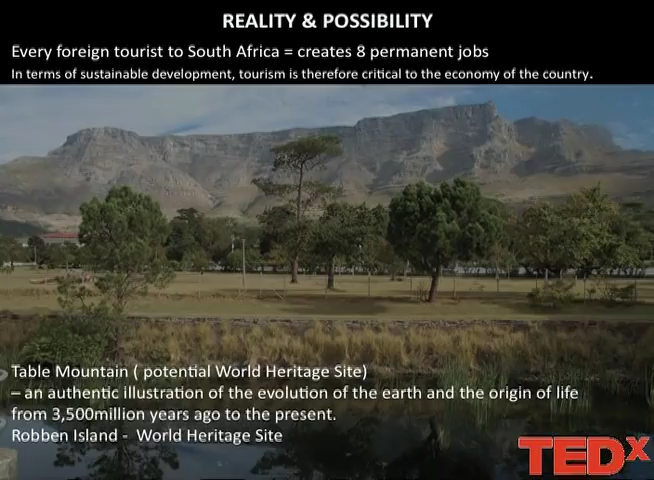 REALITY & POSSIBILITY
Every foreign tourist to South Africa = creates 8 permanent jobs
In terms of sustainable development, tourism is therefore critical to the economy of the country.
Table Mountain ( potential World Heritage Site)
– an authentic illustration of the evolution of the earth and the origin of life
from 3,500million years ago to the present.
Robben Island - World Heritage Site
TEDx